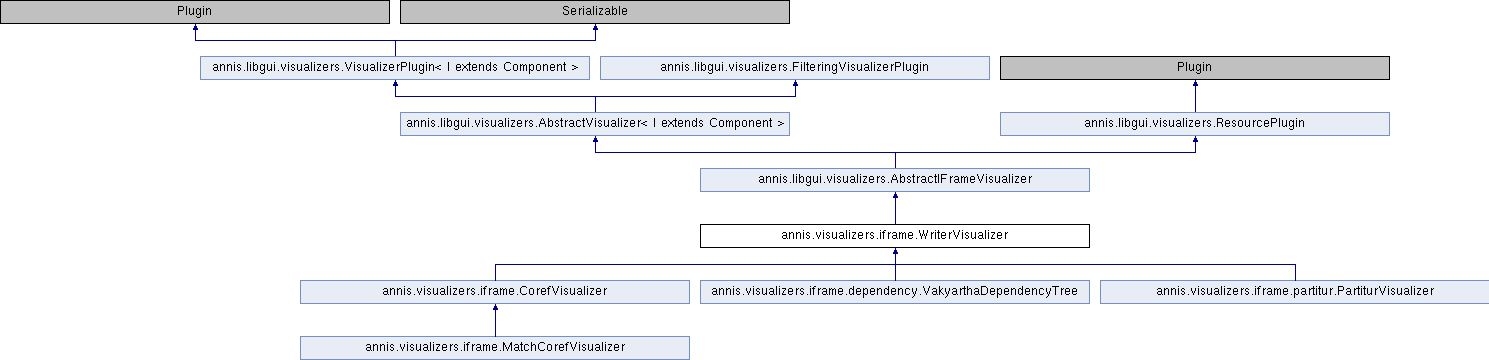 Plugin
Serializable
annis.libgui.visualizers.VisualizerPlugin< I extends Component >
annis.libgui.visualizers.FilteringVisualizerPlugin
Plugin
annis.libgui.visualizers.AbstractVisualizer< I extends Component >
annis.libgui.visualizers.ResourcePlugin
annis.libgui.visualizers.AbstractIFrameVisualizer
annis.visualizers.iframe.WriterVisualizer
annis.visualizers.iframe.CorefVisualizer
annis.visualizers.iframe.dependency.VakyarthaDependencyTree
annis.visualizers.iframe.partitur.PartiturVisualizer
annis.visualizers.iframe.MatchCorefVisualizer